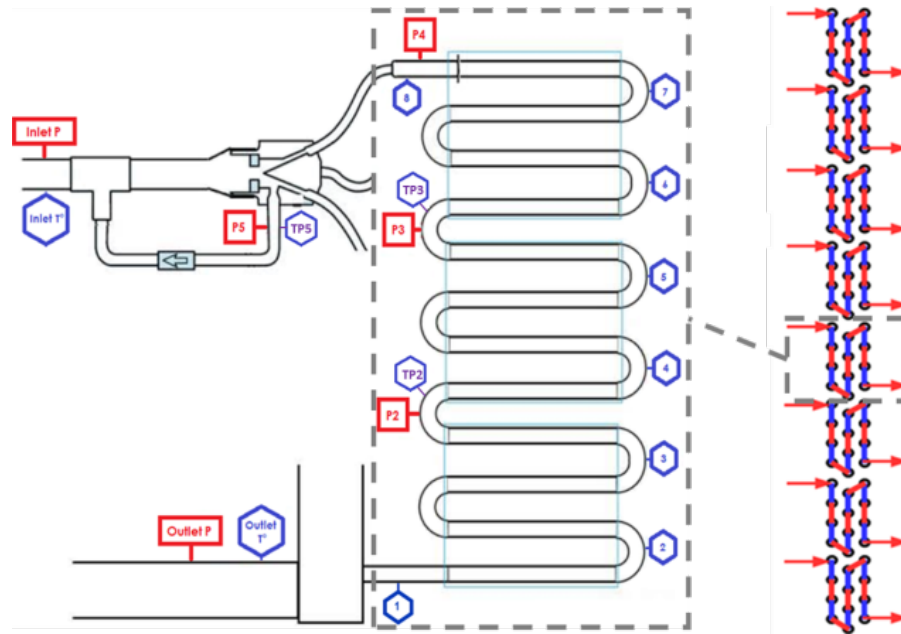 P4
8
7
Inlet P
6
TP3
Inlet T°
P5
TP5
P3
5
4
TP2
P2
3
Outlet P
Outlet
T°
2
1